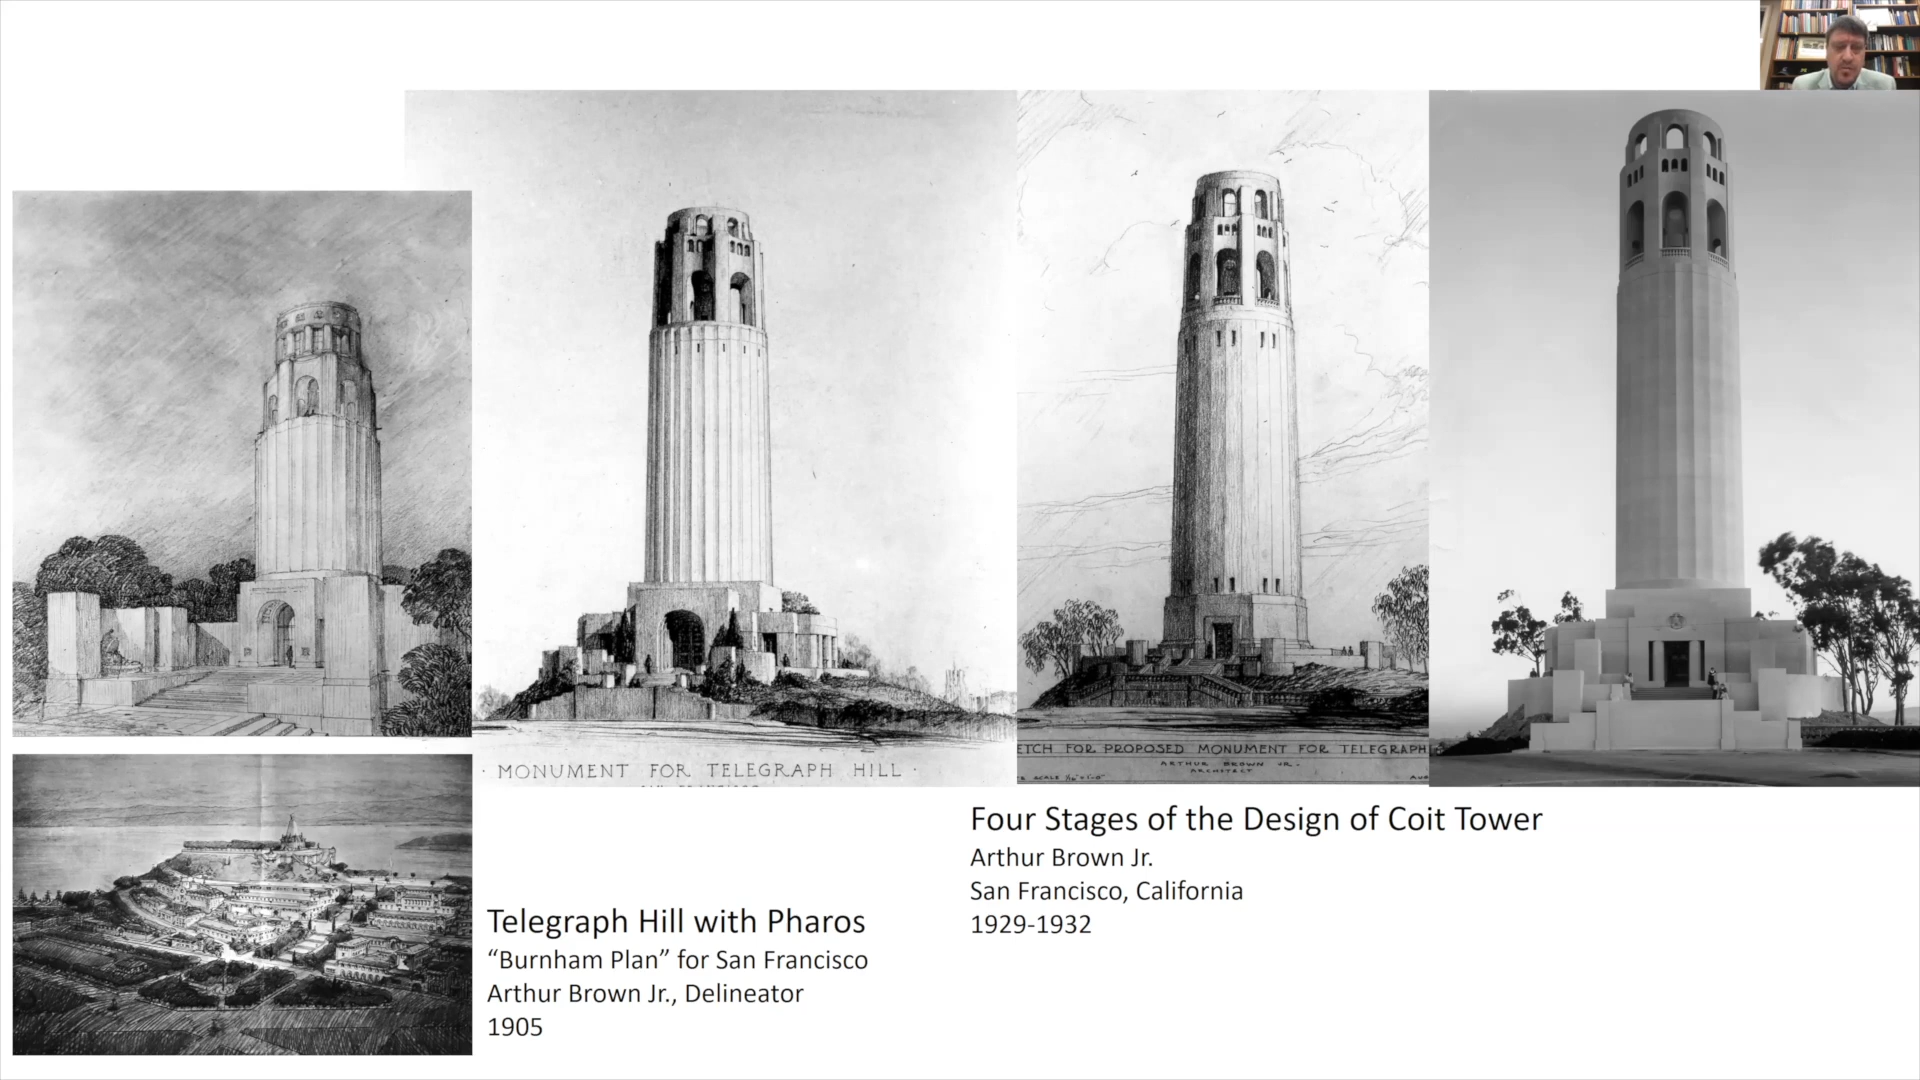 · MONUMENT FOR TELEGRAPH HILL ·
ETCH FOR PROPOSED MONUMENT FOR TELEGRAPH
ARTHUR BROWN JR.
ARCHITECT
SCALE
Four Stages of the Design of Coit Tower
Arthur Brown Jr.
San Francisco, California
1929-1932
Telegraph Hill with Pharos
“Burnham Plan” for San Francisco
Arthur Brown Jr., Delineator
1905